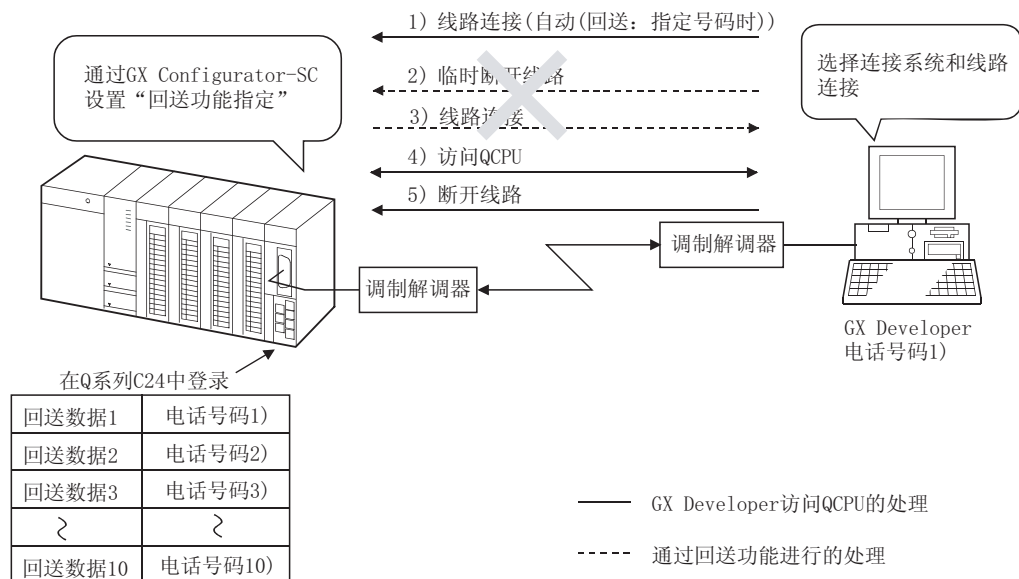 1) 线路连接(自动(回送: 指定号码时))
通过GX Configurator-SC
设置“回送功能指定”
2) 临时断开线路
3) 线路连接
4) 访问QCPU
5) 断开线路
选择连接系统和线路
连接
调制解调器
调制解调器
GX Developer
电话号码1)
在Q系列C24中登录
回送数据1 电话号码1)
回送数据2 电话号码2)
回送数据3 电话号码3)
回送数据10 电话号码10)
GX Developer访问QCPU的处理
通过回送功能进行的处理